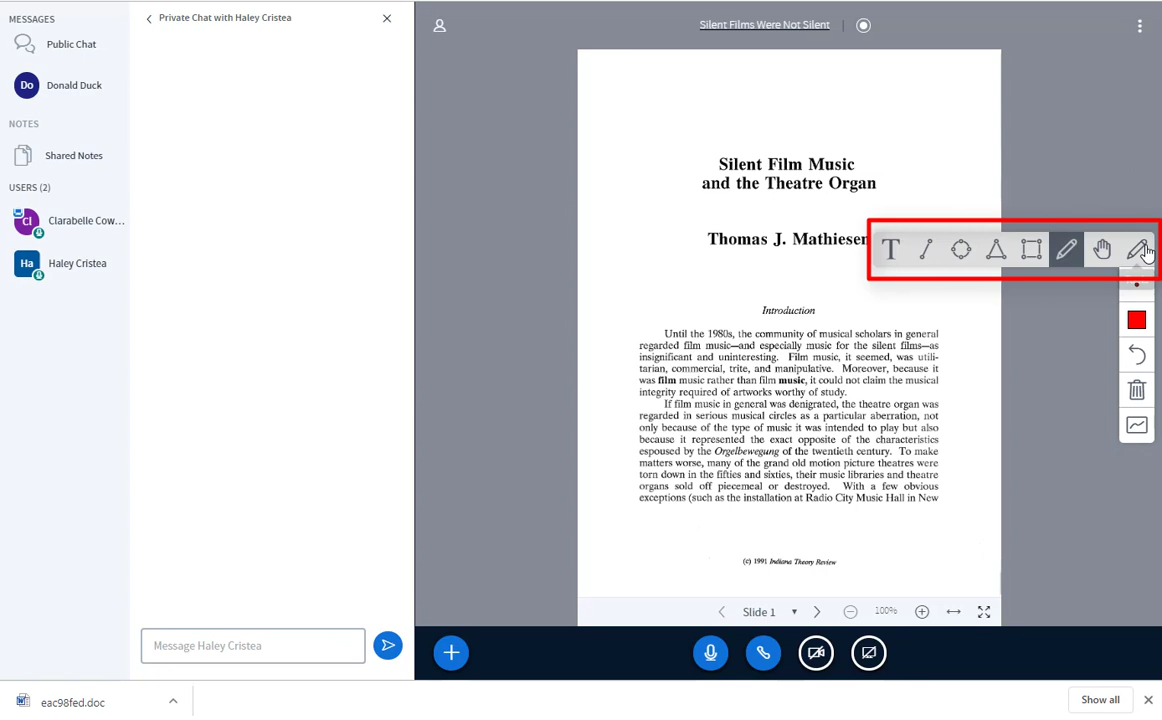 MESSAGES
Public Chat
Do
Donald Duck
NOTES
Shared Notes
USERS (2)
Cl
Clarabelle Cow...
Ha
Haley Cristea
Private Chat with Haley Cristea
Message Haley Cristea
Silent Films Were Not Silent
Silent Film Music
and the Theatre Organ
Thomas J. Mathiesen
T
Introduction
Until the 1980s, the community of musical scholars in general
regarded film music—and especially music for the silent films—as
insignificant and uninteresting. Film music, it seemed, was utili-
tarian, commercial, trite, and manipulative. Moreover, because it
was film music rather than film music, it could not claim the musical
integrity required of artworks worthy of study.
If film music in general was denigrated, the theatre organ was
regarded in serious musical circles as a particular aberration, not
only because of the type of music it was intended to play but also
because it represented the exact opposite of the characteristics
espoused by the Orgelbewegung of the twentieth century. To make
matters worse, many of the grand old motion picture theatres were
torn down in the fifties and sixties, their music libraries and theatre
organs sold off piecemeal or destroyed. With a few obvious
exceptions (such as the installation at Radio City Music Hall in New
(c) 1991 Indiana Theory Review
Slide 1
100%
eac98fed.doc
Show all